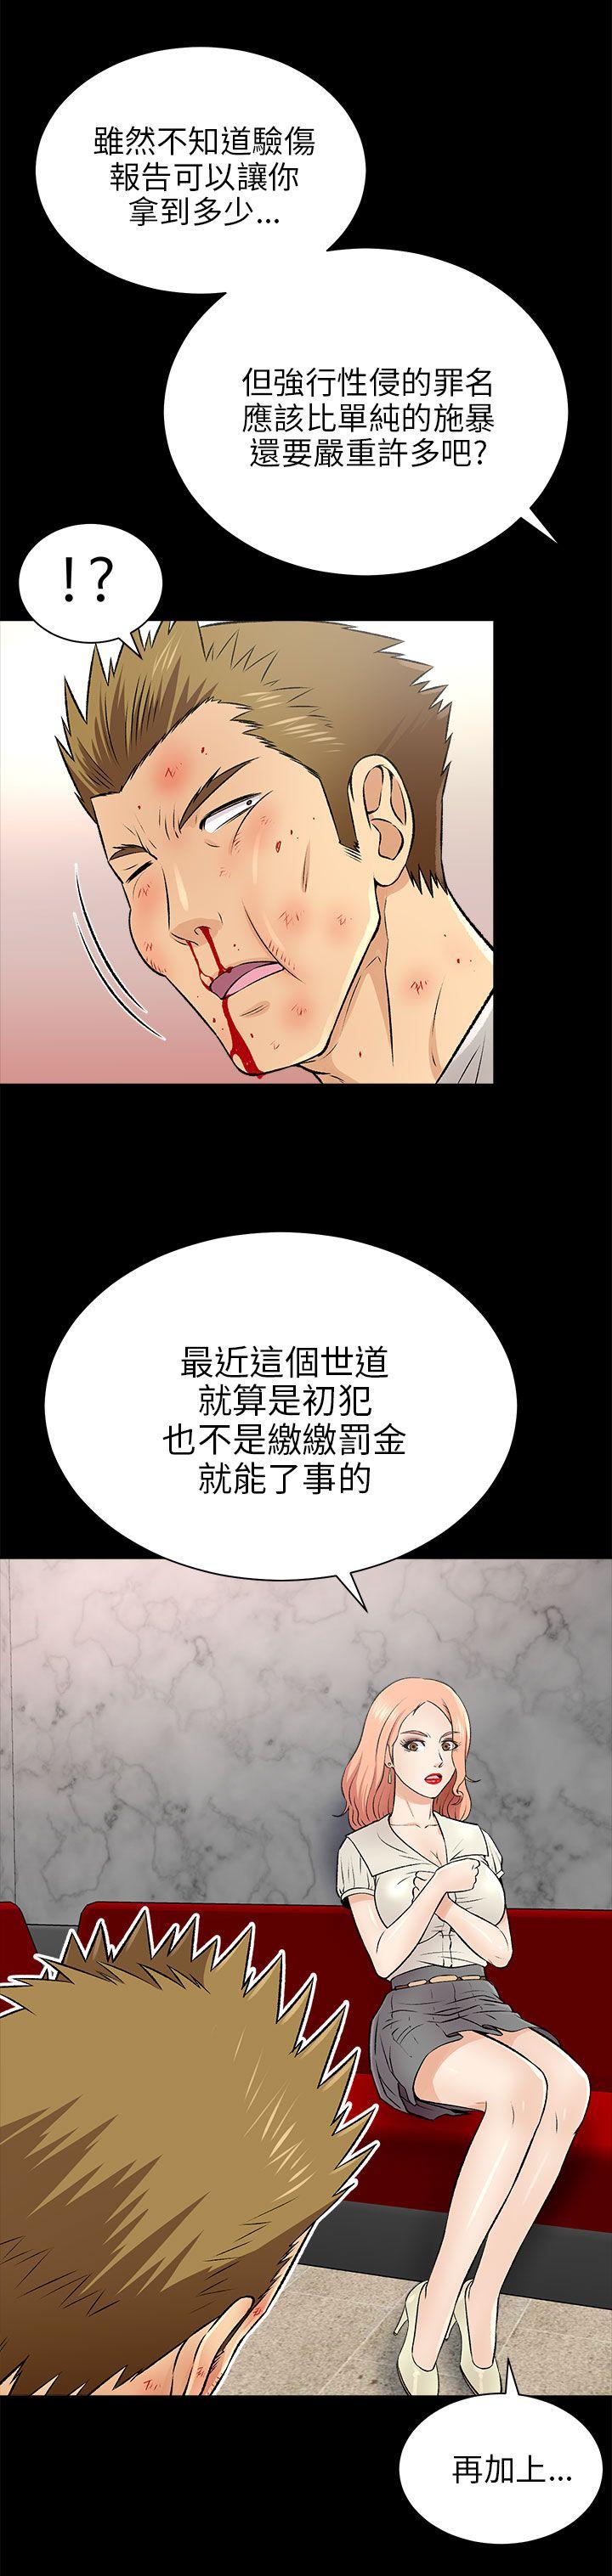 雖然不知道驗傷
報告可以讓你
拿到多少...
但強行性侵的罪名
應該比單純的施暴
還要嚴重許多吧?
!?
最近這個世道
就算是初犯
也不是繳繳罰金
就能了事的
再加上...